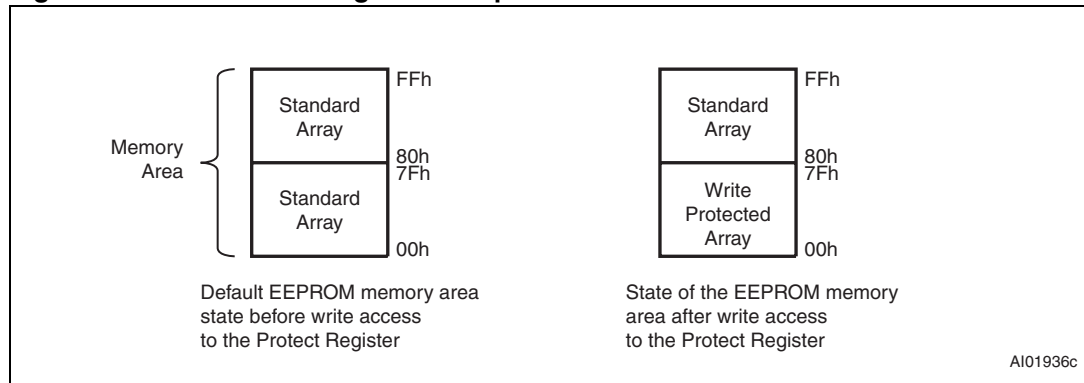 Memory
Area
FFh
Standard
Array
80h
7Fh
Standard
Array
00h
Default EEPROM memory area
state before write access
to the Protect Register
FFh
Standard
Array
80h
7Fh
Write
Protected
Array
00h
State of the EEPROM memory
area after write access
to the Protect Register
AI01936c